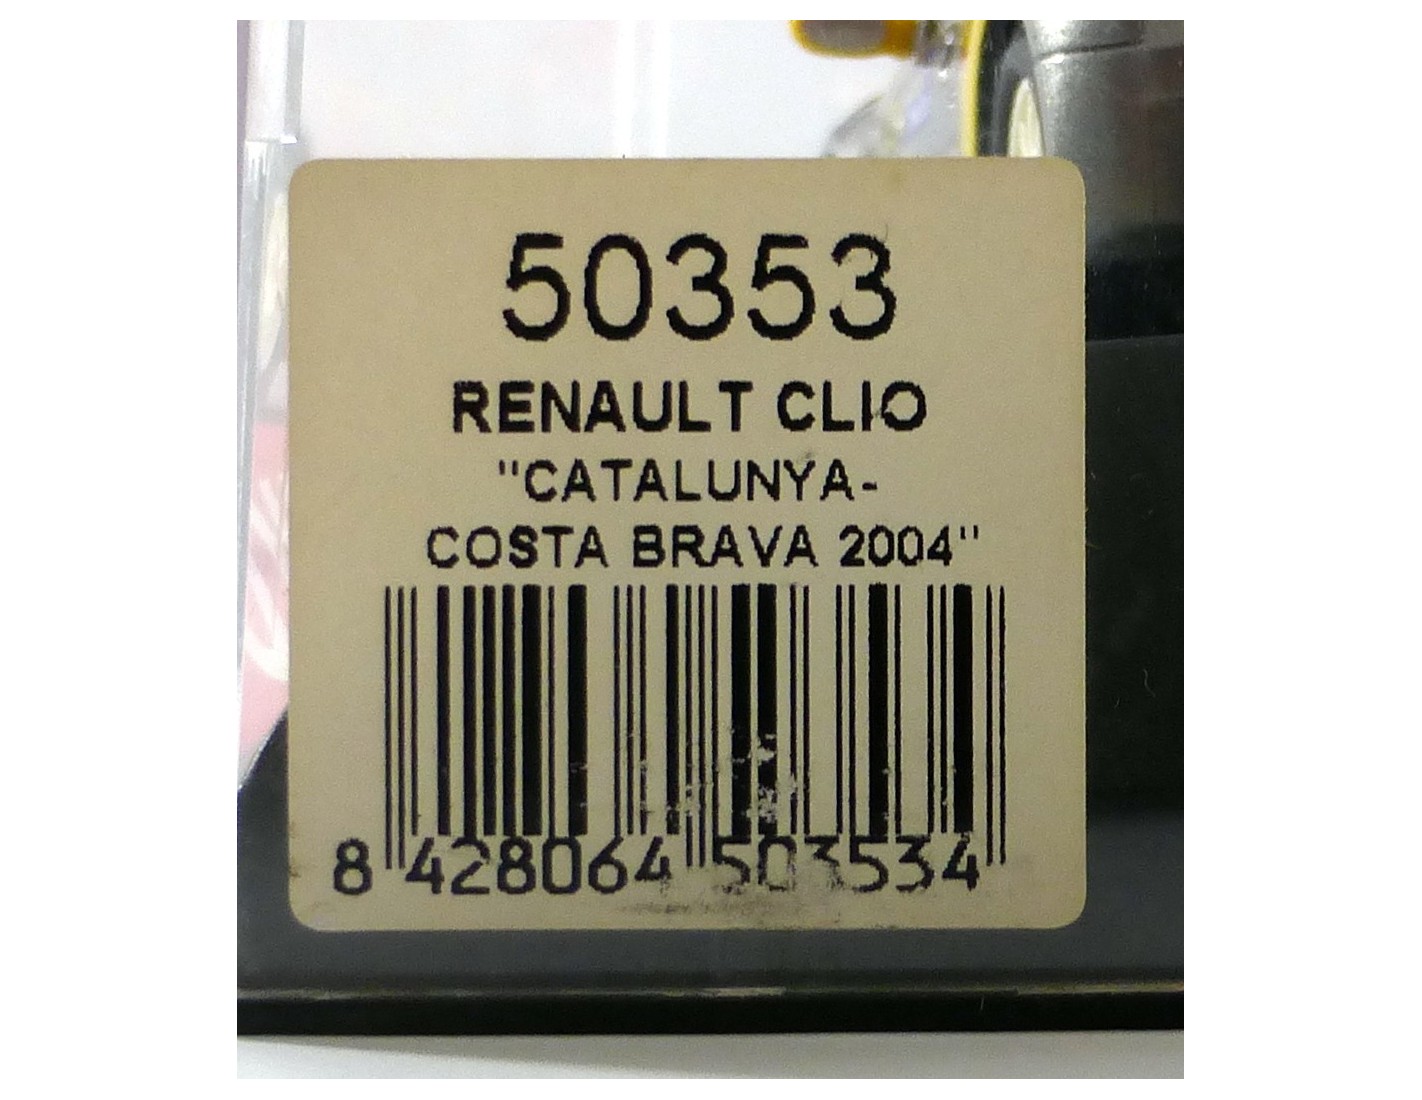 50353
RENAULT CLIO
"CATALUNYA-
COSTA BRAVA 2004"
8 428064 503534